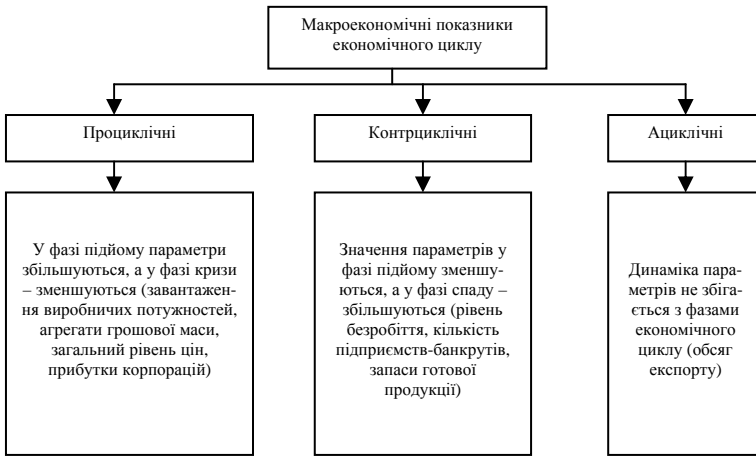 Макроекономічні показники
економічного циклу
Проциклічні
Контрциклічні
Ациклічні
У фазі підйому параметри
збільшуються, а у фазі кризи
– зменшуються (завантажен-
ня виробничих потужностей,
агрегати грошової маси,
загальний рівень цін,
прибутки корпорацій)
Значення параметрів у
фазі підйому зменшу-
ються, а у фазі спаду –
збільшуються (рівень
безробіття, кількість
підприємств-банкрутів,
запаси готової
продукції)
Динаміка пара-
метрів не збіга-
ється з фазами
економічного
циклу (обсяг
експорту)